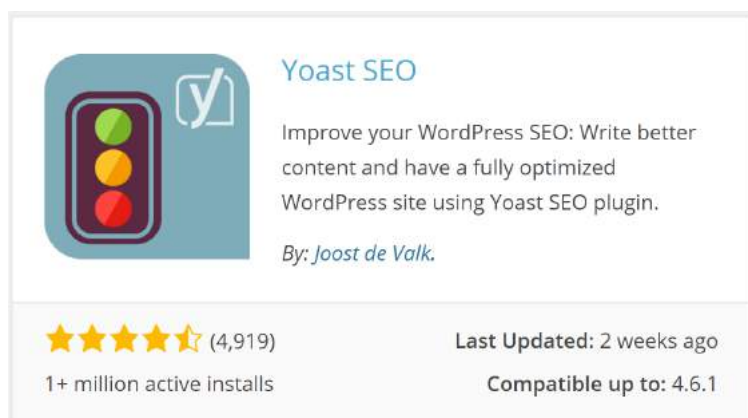 y
Yoast SEO
Improve your WordPress SEO: Write better
content and have a fully optimized
WordPress site using Yoast SEO plugin.
By: Joost de Valk.
(4,919)
Last Updated: 2 weeks ago
1+ million active installs
Compatible up to: 4.6.1